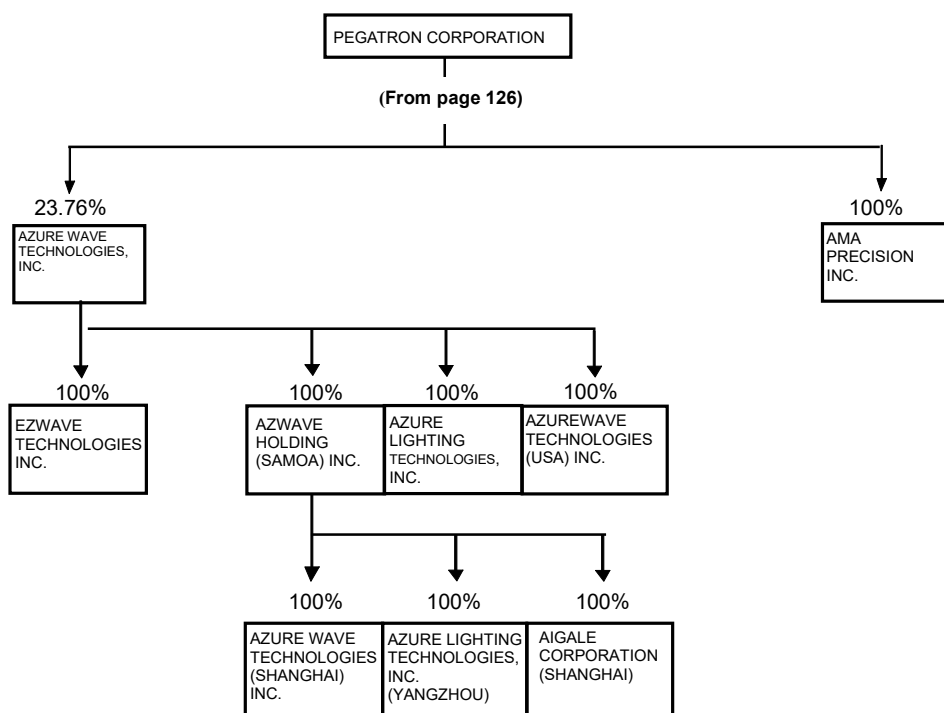 PEGATRON CORPORATION
(From page 126)
23.76%
100%
AZURE WAVE
TECHNOLOGIES,
INC.
AMA
PRECISION
INC.
100%
100%
100%
100%
EZWAVE
TECHNOLOGIES
INC.
AZWAVE
HOLDING
(SAMOA) INC.
AZURE
LIGHTING
TECHNOLOGIES,
INC.
AZUREWAVE
TECHNOLOGIES
(USA) INC.
100%
100%
100%
AZURE WAVE
TECHNOLOGIES
(SHANGHAI)
INC.
AZURE LIGHTING
TECHNOLOGIES,
INC.
(YANGZHOU)
AIGALE
CORPORATION
(SHANGHAI)